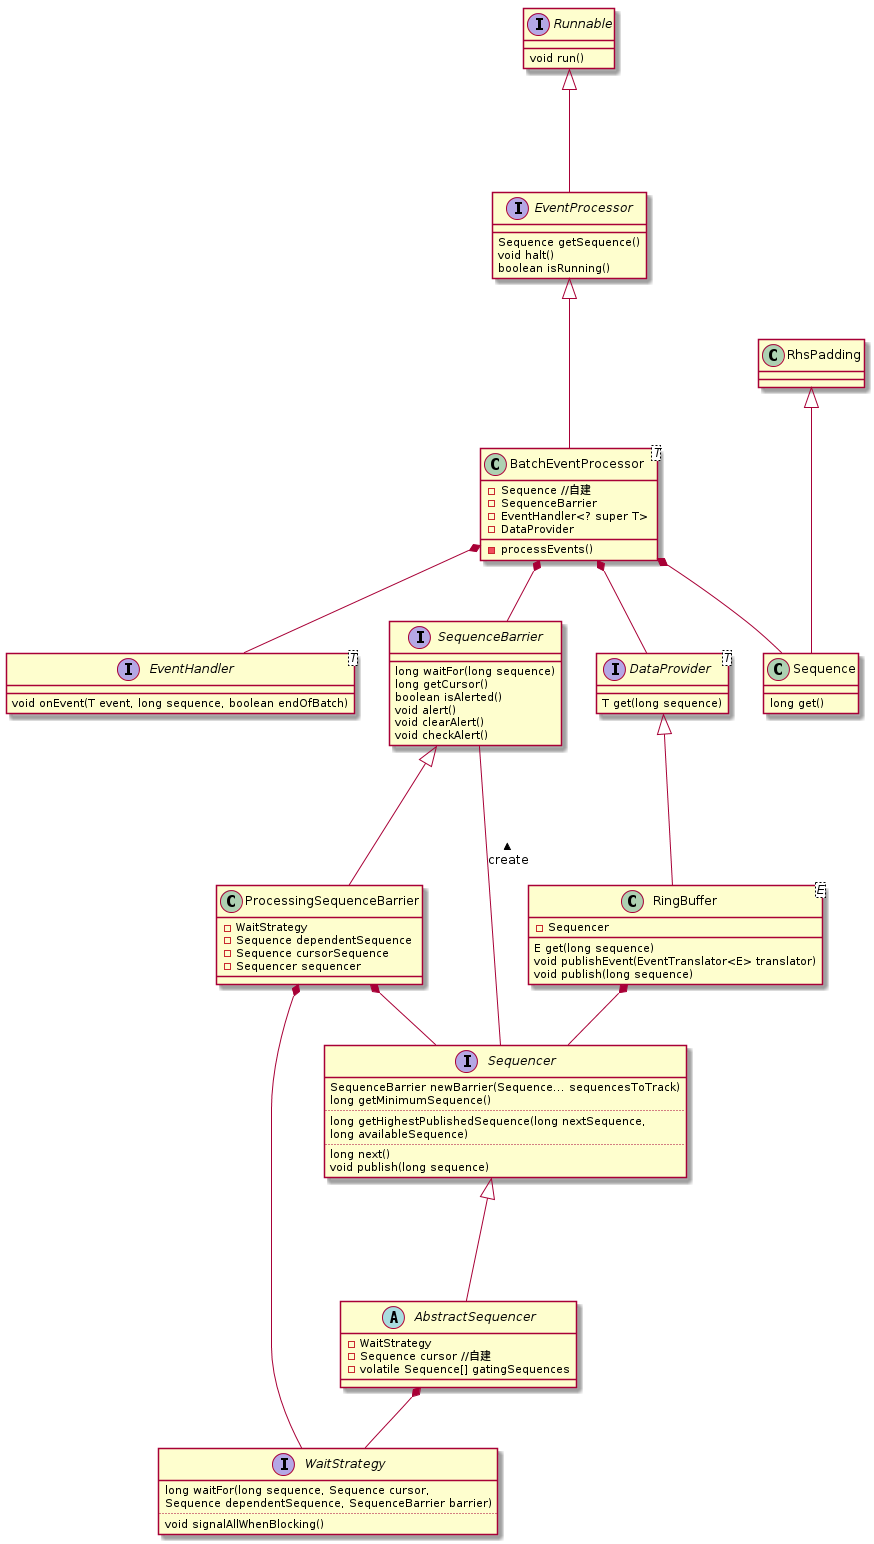 I Runnable
void run()
I EventProcessor
Sequence getSequence()
void halt()
boolean isRunning()
C RhsPadding
C BatchEventProcessor T
Sequence //自建
SequenceBarrier
EventHandler<? super T>
DataProvider
processEvents()
I EventHandler T
void onEvent(T event, long sequence, boolean endOfBatch)
I SequenceBarrier
long waitFor(long sequence)
long getCursor()
boolean isAlerted()
void alert()
void clearAlert()
void checkAlert()
I DataProvider T
T get(long sequence)
C Sequence
long get()
create
C ProcessingSequenceBarrier
WaitStrategy
Sequence dependentSequence
Sequence cursorSequence
Sequencer sequencer
C RingBuffer E
Sequencer
E get(long sequence)
void publishEvent(EventTranslator<E> translator)
void publish(long sequence)
I Sequencer
SequenceBarrier newBarrier(Sequence... sequencesToTrack)
long getMinimumSequence()
long getHighestPublishedSequence(long nextSequence,
long availableSequence)
long next()
void publish(long sequence)
A AbstractSequencer
WaitStrategy
Sequence cursor //自建
volatile Sequence[] gatingSequences
I WaitStrategy
long waitFor(long sequence, Sequence cursor,
Sequence dependentSequence, SequenceBarrier barrier)
void signalAllWhenBlocking()